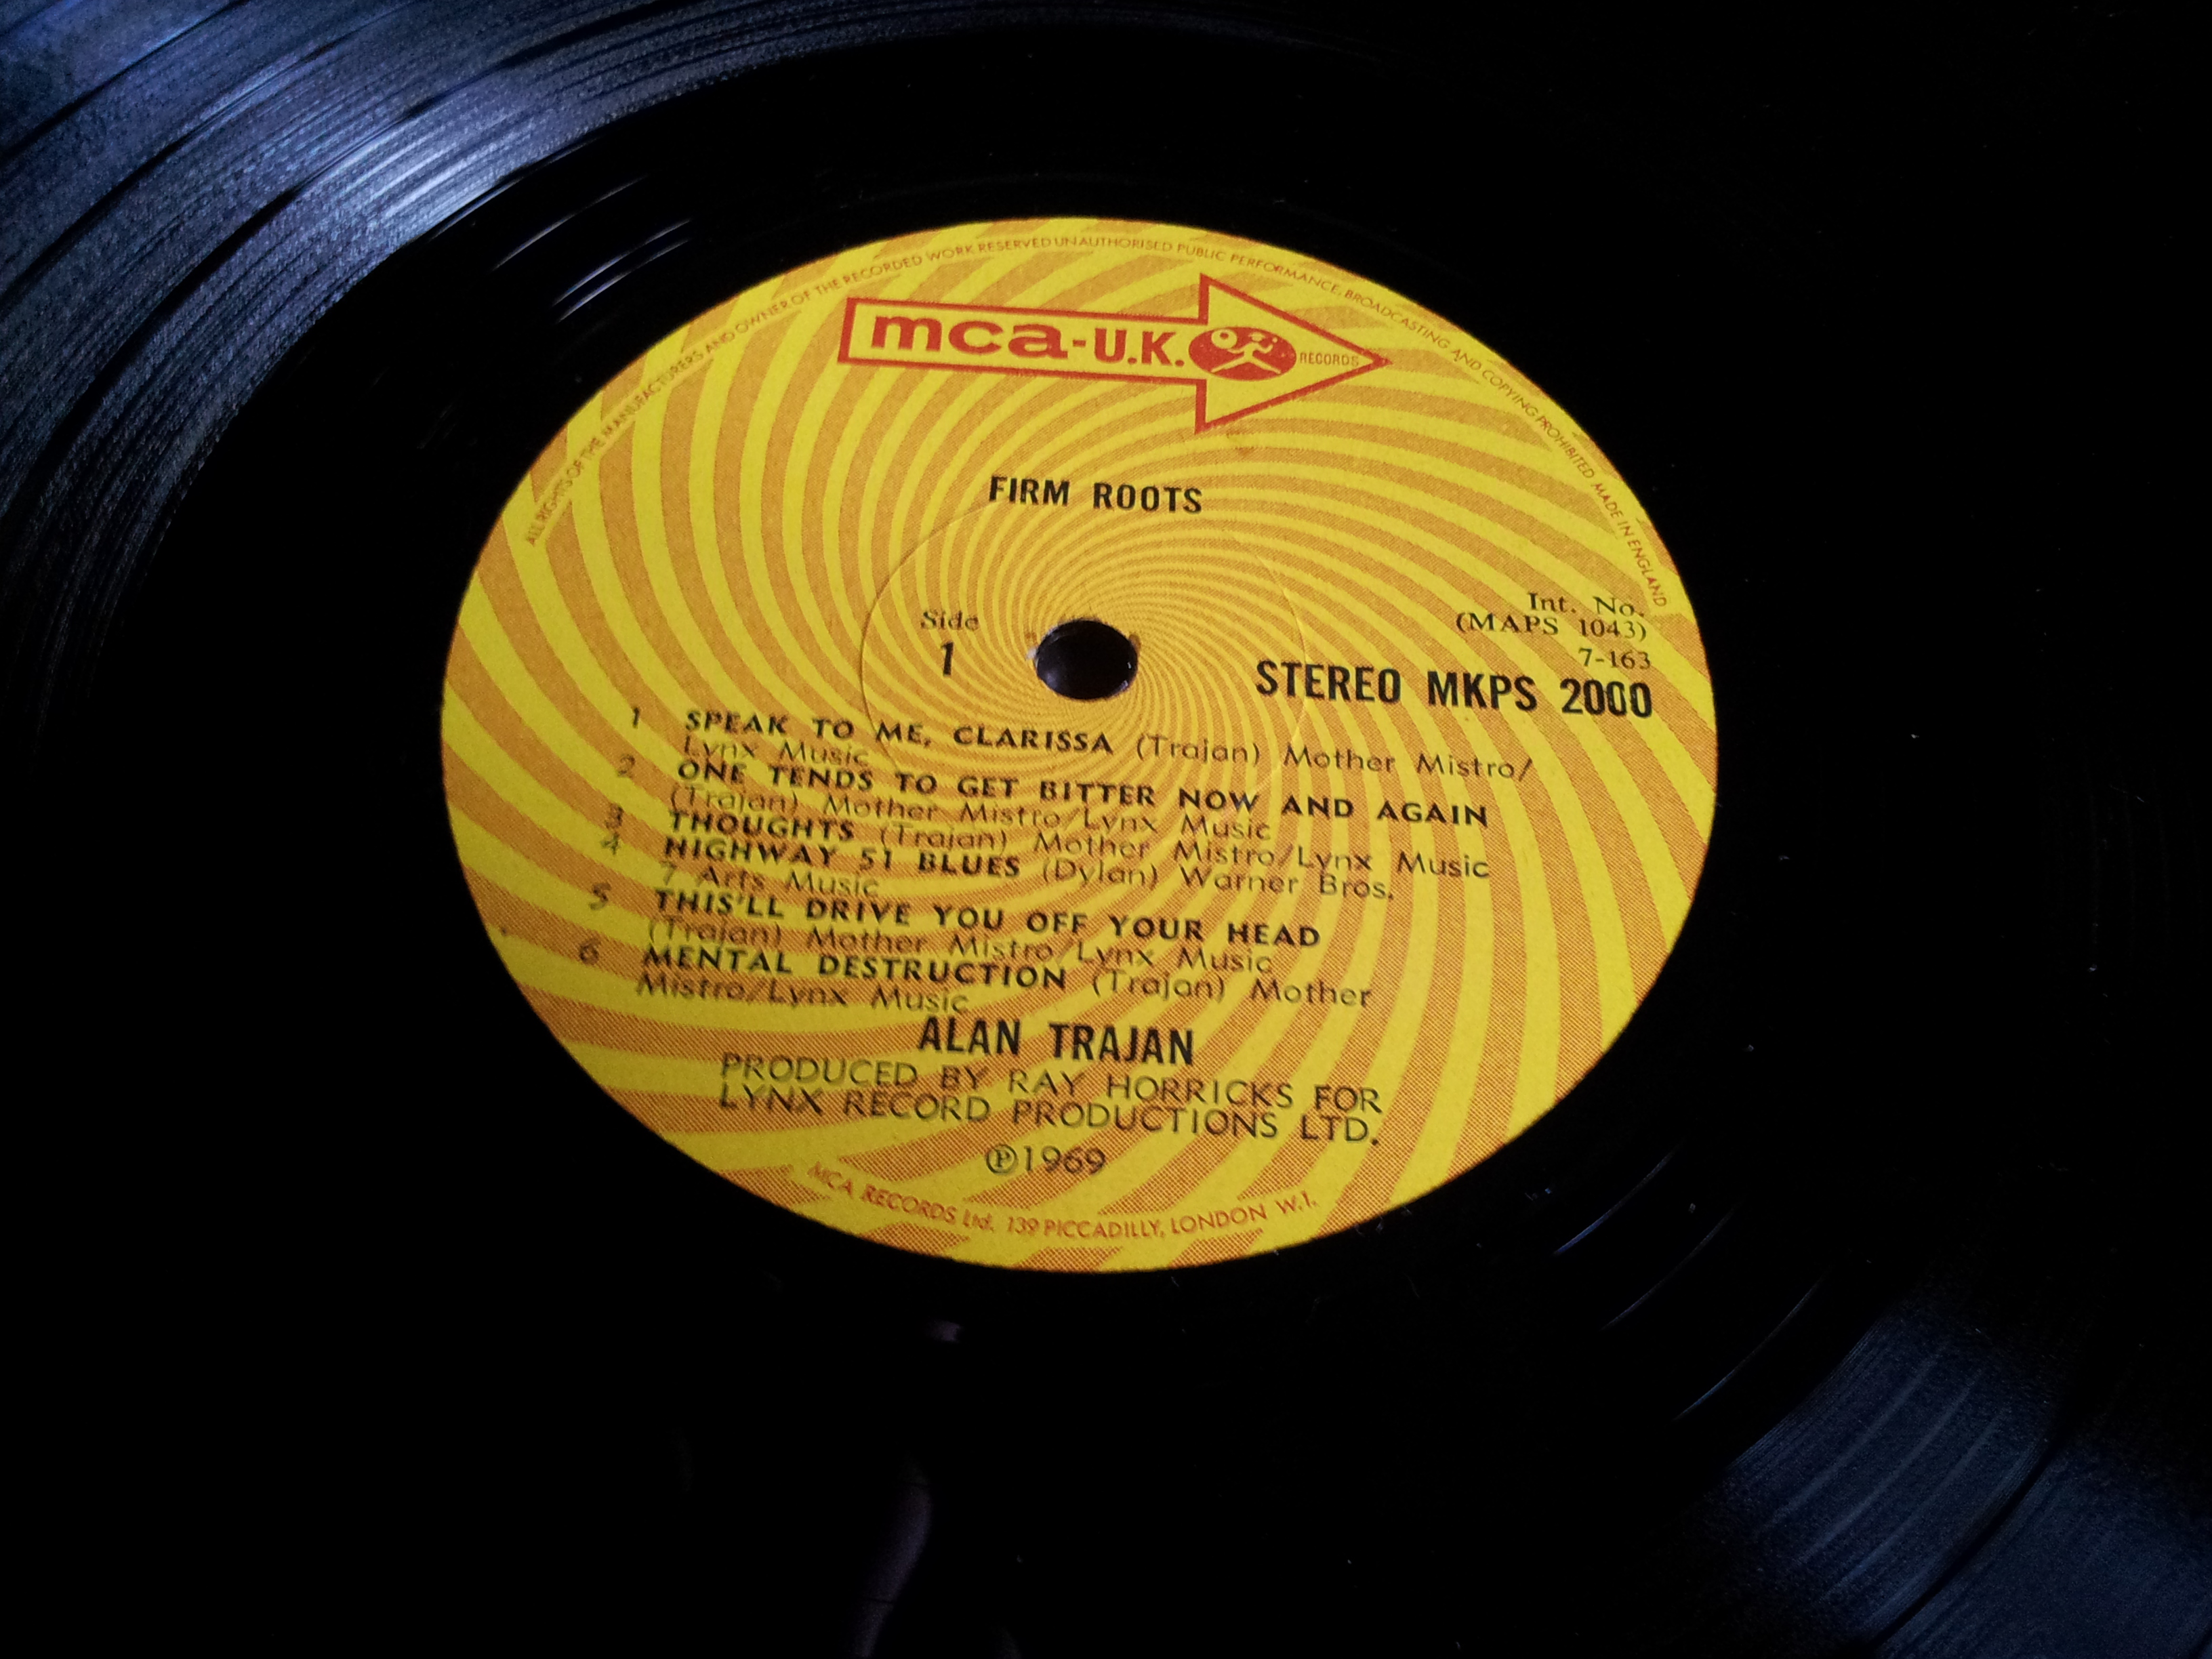 ALL RIGHTS OF THE MANUFACTURERS AND OWNER OF THE RECORDED WORK RESERVED UNAUTHORISED PUBLIC PERFORMANCE, BROADCASTING AND COPYING PROHIBITED MADE IN ENGLAND
mca-U.K. RECORDS
FIRM ROOTS
Side
1
Int. No.
(MAPS 1043)
7-163
STEREO MKPS 2000
1 SPEAK TO ME, CLARISSA (Trajan) Mother Mistro/
Lynx Music
2 ONE TENDS TO GET BITTER NOW AND AGAIN
(Trajan) Mother Mistro/Lynx Music
3 THOUGHTS (Trajan) Mother Mistro/Lynx Music
4 HIGHWAY 51 BLUES (Dylan) Warner Bros.
7 Arts Music
5 THIS'LL DRIVE YOU OFF YOUR HEAD
(Trajan) Mother Mistro/Lynx Music
6 MENTAL DESTRUCTION (Trajan) Mother
Mistro/Lynx Music
ALAN TRAJAN
PRODUCED BY RAY HORRICKS FOR
LYNX RECORD PRODUCTIONS LTD.
℗1969
MCA RECORDS Ltd. 139 PICCADILLY, LONDON W.1.